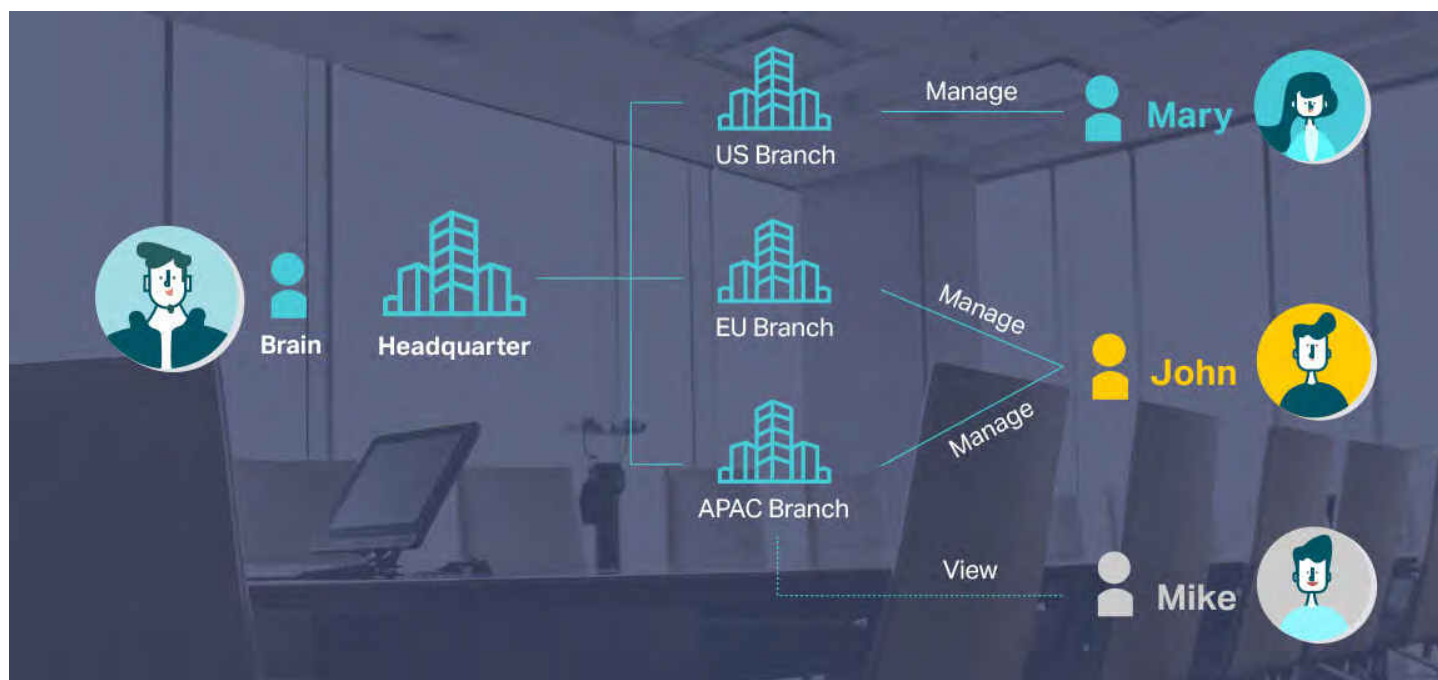 Manage
Mary
US Branch
Brain
Headquarter
EU Branch
Manage
John
Manage
APAC Branch
View
Mike